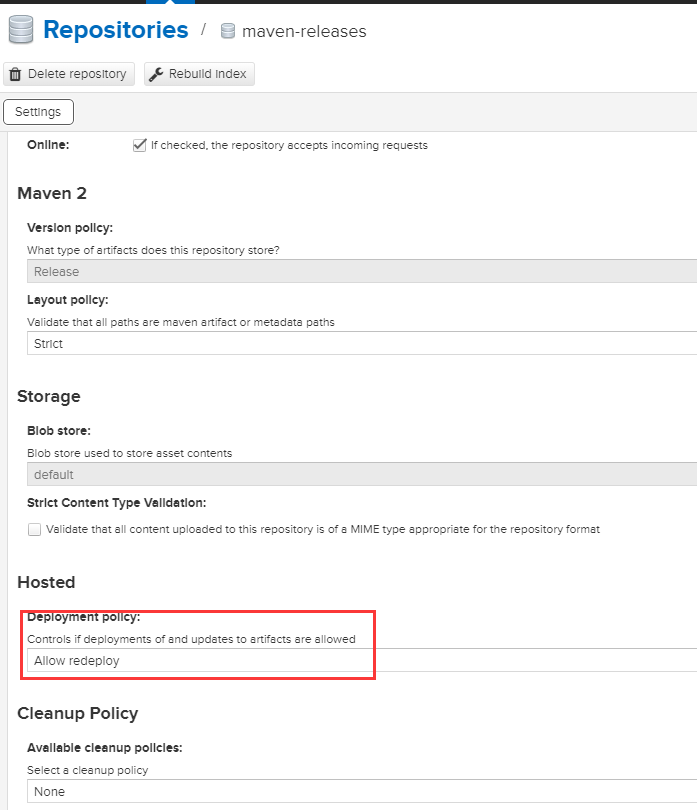 Repositories / maven-releases
Delete repository Rebuild Index
Settings
Online: If checked, the repository accepts incoming requests
Maven 2
Version policy:
What type of artifacts does this repository store?
Release
Layout policy:
Validate that all paths are maven artifact or metadata paths
Strict
Storage
Blob store:
Blob store used to store asset contents
default
Strict Content Type Validation:
Validate that all content uploaded to this repository is of a MIME type appropriate for the repository format
Hosted
Deployment policy:
Controls if deployments of and updates to artifacts are allowed
Allow redeploy
Cleanup Policy
Available cleanup policies:
Select a cleanup policy
None